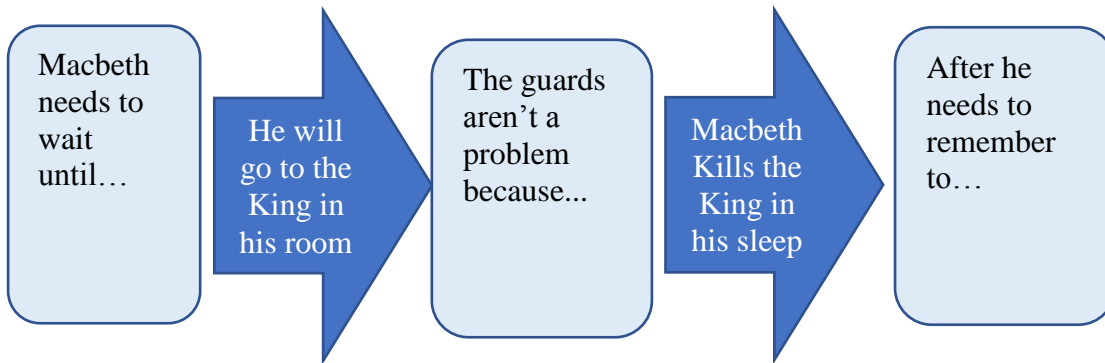 Macbeth
needs to
wait
until…
He will
go to the
King in
his room
The guards
aren’t a
problem
because...
Macbeth
Kills the
King in
his sleep
After he
needs to
remember
to…